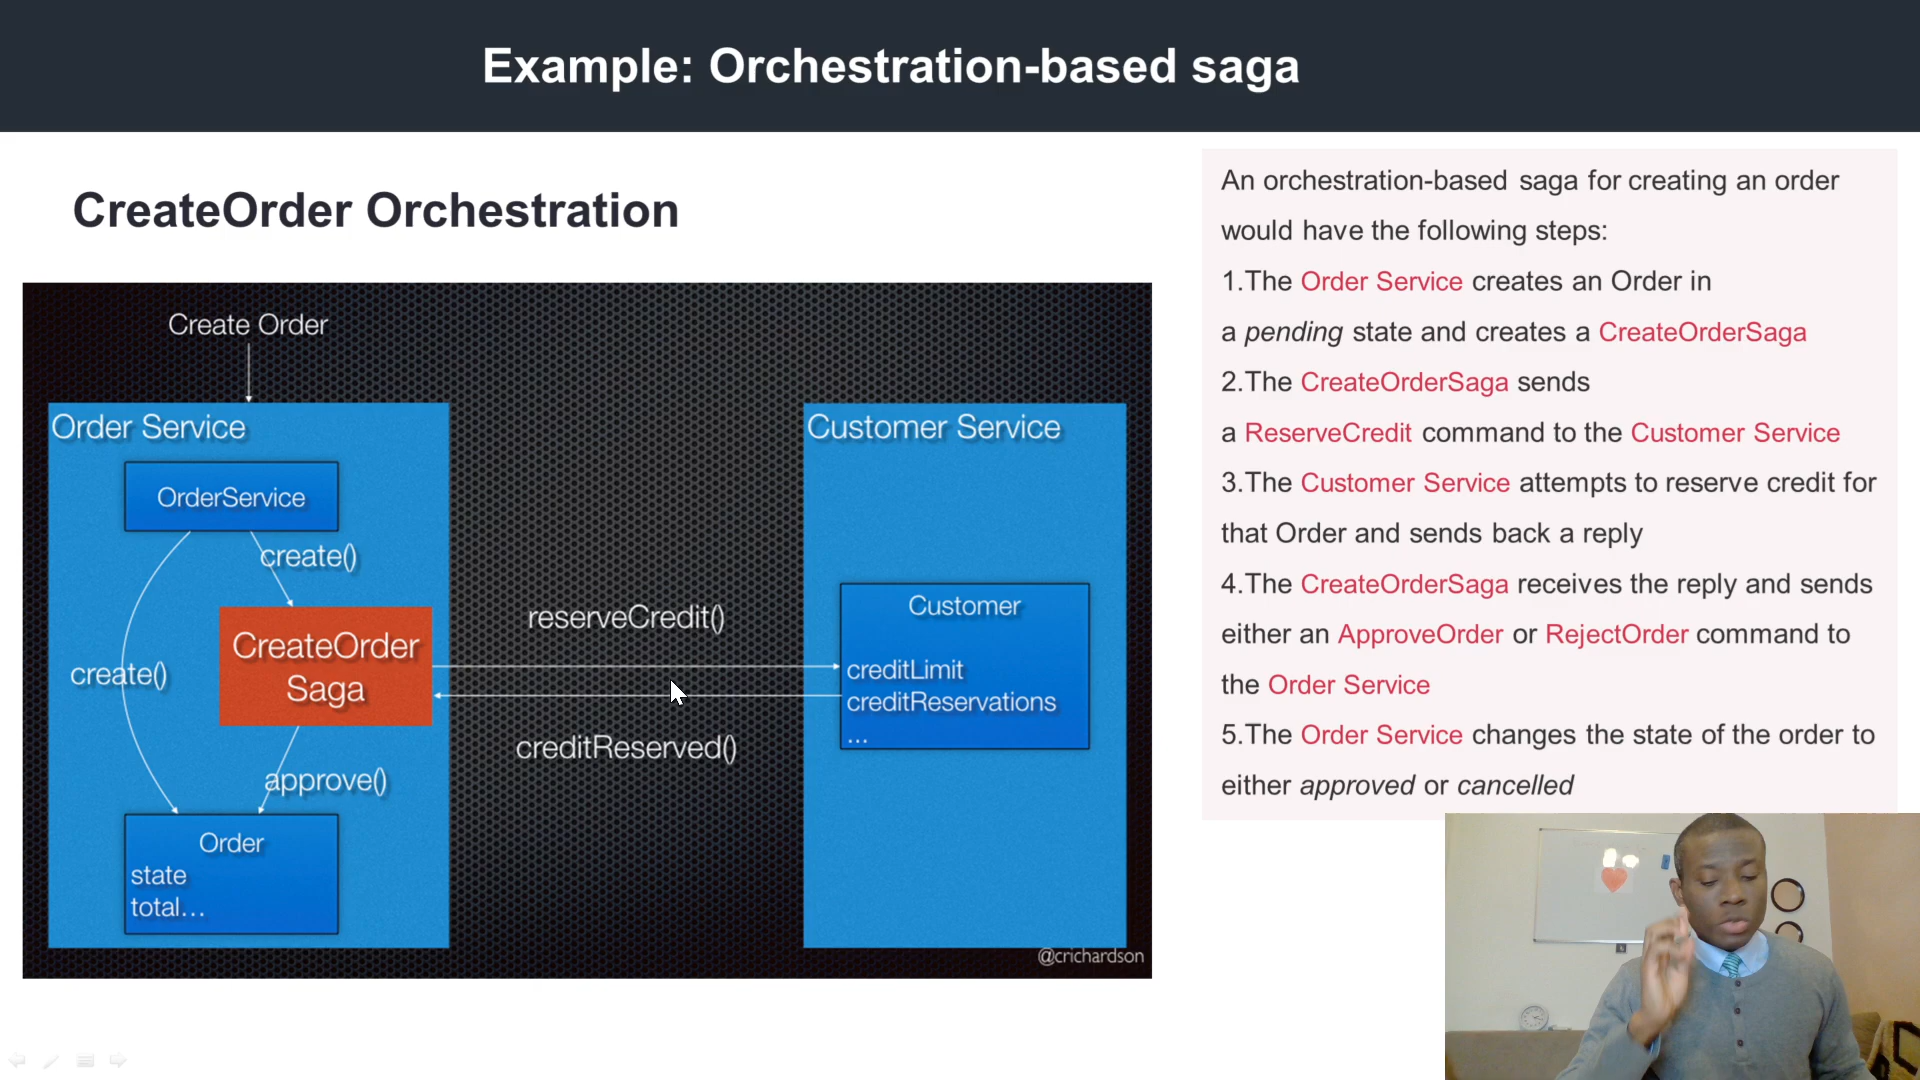 Example: Orchestration-based saga
CreateOrder Orchestration
Create Order
Order Service
OrderService
create()
create()
CreateOrder
Saga
approve()
Order
state
total...
reserveCredit()
creditReserved()
Customer Service
Customer
creditLimit
creditReservations
...
@crichardson
An orchestration-based saga for creating an order
would have the following steps:
1.The Order Service creates an Order in
a pending state and creates a CreateOrderSaga
2.The CreateOrderSaga sends
a ReserveCredit command to the Customer Service
3.The Customer Service attempts to reserve credit for
that Order and sends back a reply
4.The CreateOrderSaga receives the reply and sends
either an ApproveOrder or RejectOrder command to
the Order Service
5.The Order Service changes the state of the order to
either approved or cancelled